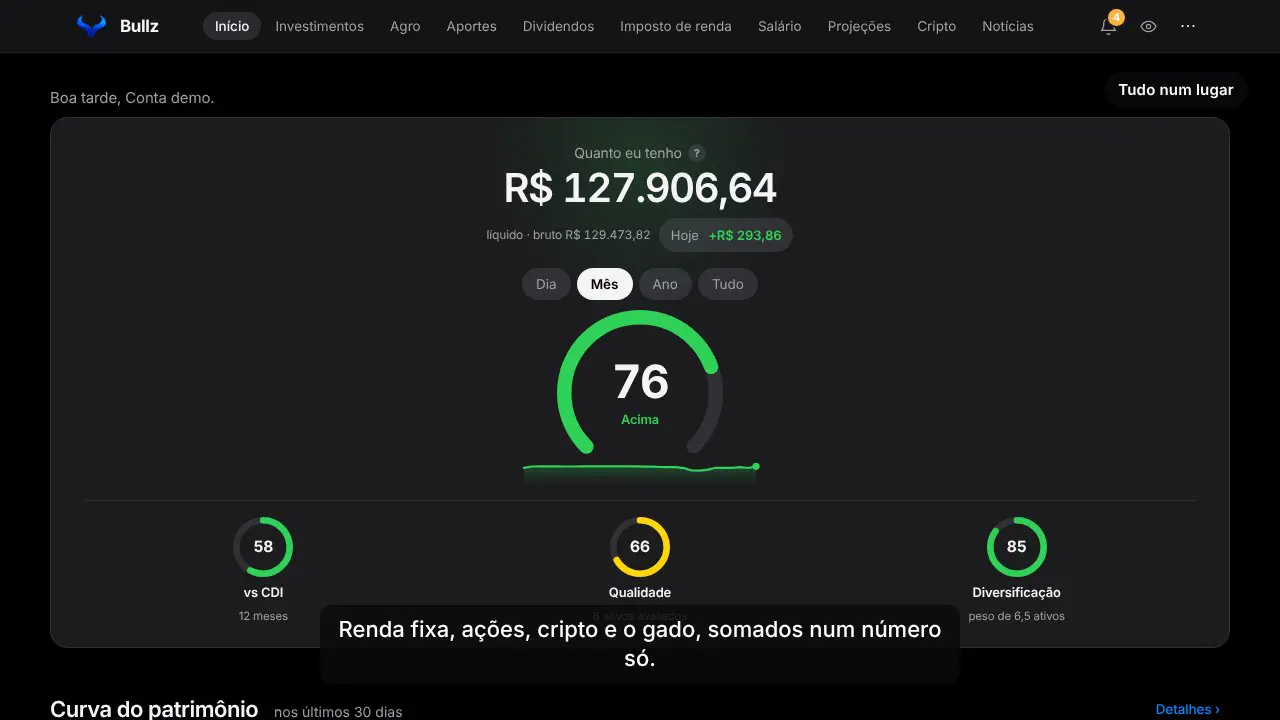 Bullz
Início
Investimentos
Agro
Aportes
Dividendos
Imposto de renda
Salário
Projeções
Cripto
Notícias
4
Boa tarde, Conta demo.
Tudo num lugar
Quanto eu tenho ?
R$ 127.906,64
líquido · bruto R$ 129.473,82
Hoje +R$ 293,86
Dia
Mês
Ano
Tudo
76
Acima
58
vs CDI
12 meses
66
Qualidade
6 ativos avaliados
85
Diversificação
peso de 6,5 ativos
Renda fixa, ações, cripto e o gado, somados num número
só.
Curva do patrimônio nos últimos 30 dias
Detalhes ›